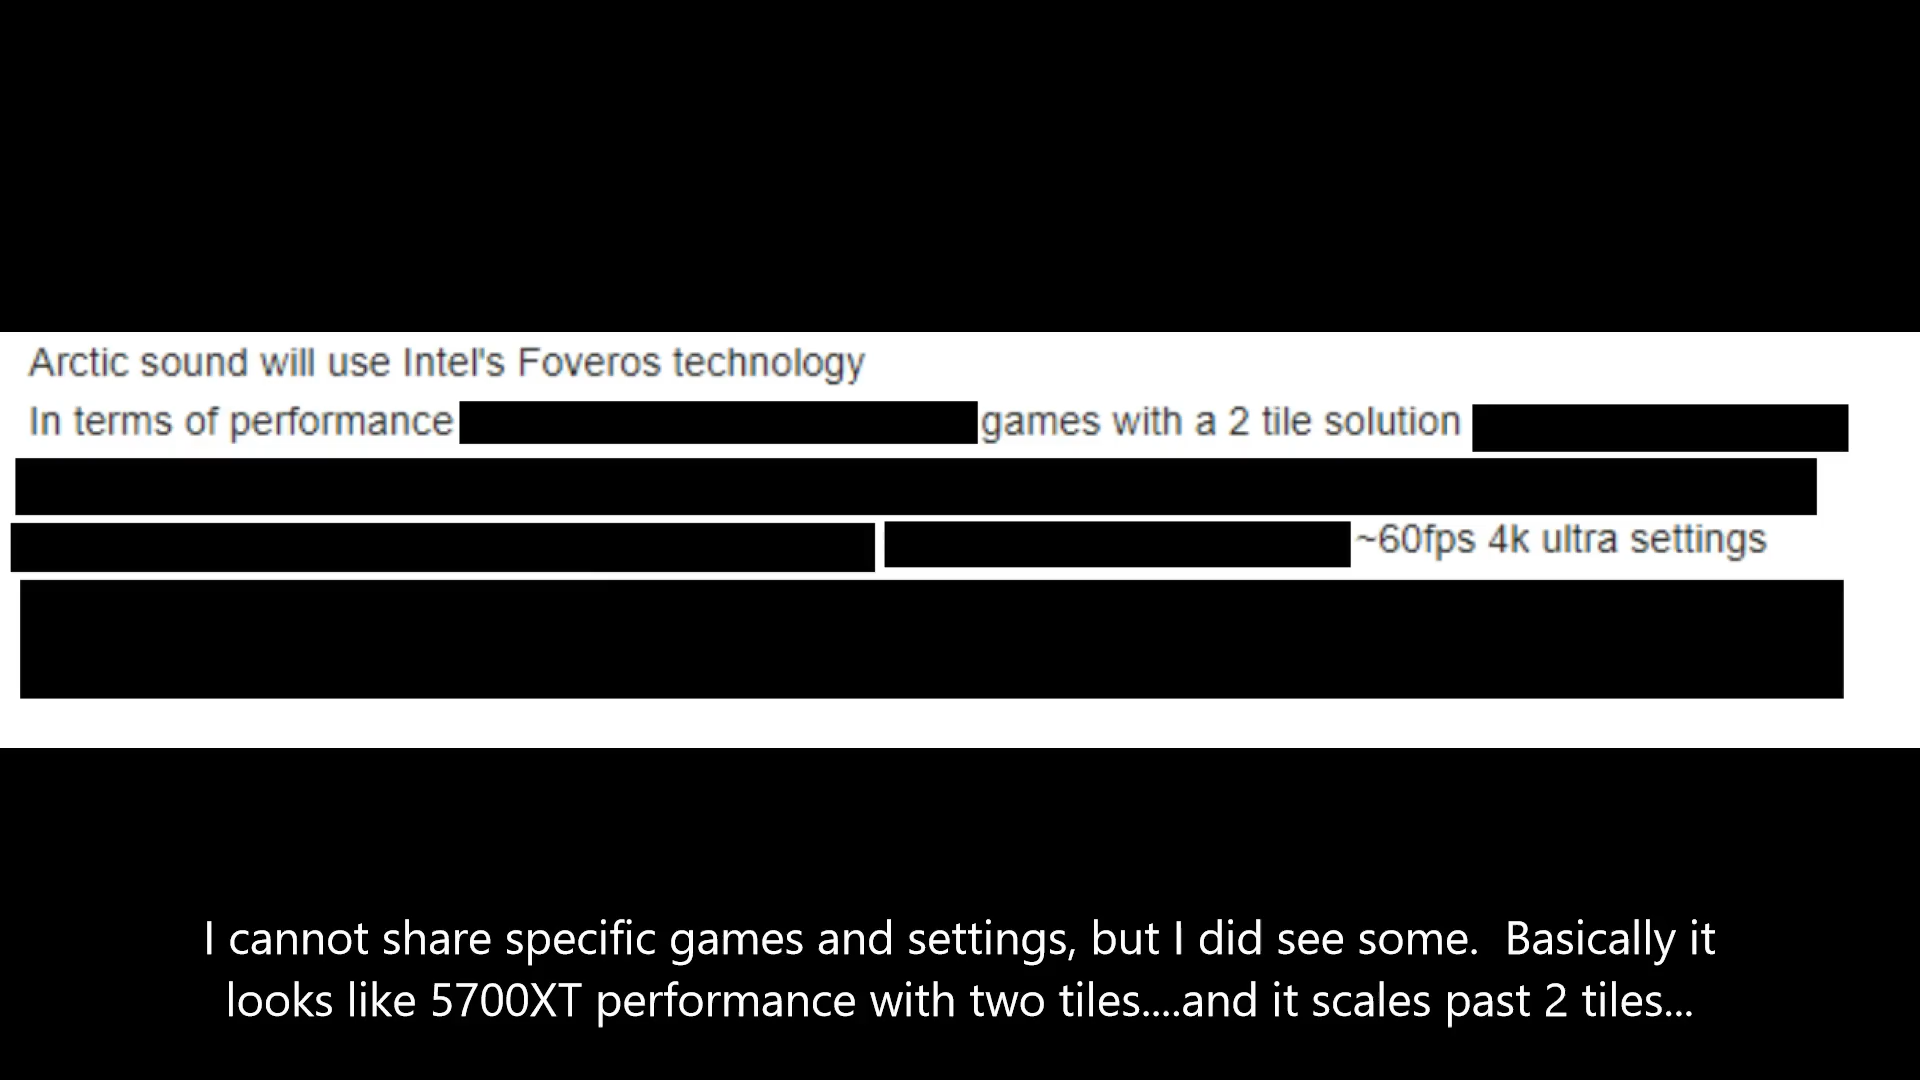 Arctic sound will use Intel's Foveros technology
In terms of performance games with a 2 tile solution
~60fps 4k ultra settings
I cannot share specific games and settings, but I did see some.  Basically it
looks like 5700XT performance with two tiles....and it scales past 2 tiles...